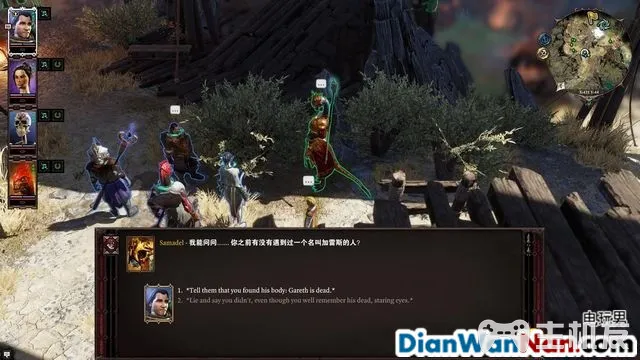 X:431 Y:44
Samadel - 我能问问...... 你之前有没有遇到过一个名叫加雷斯的人?
1. *Tell them that you found his body: Gareth is dead.*
2. *Lie and say you didn't, even though you well remember his dead, staring eyes.*
电玩男
DianWanNan.com